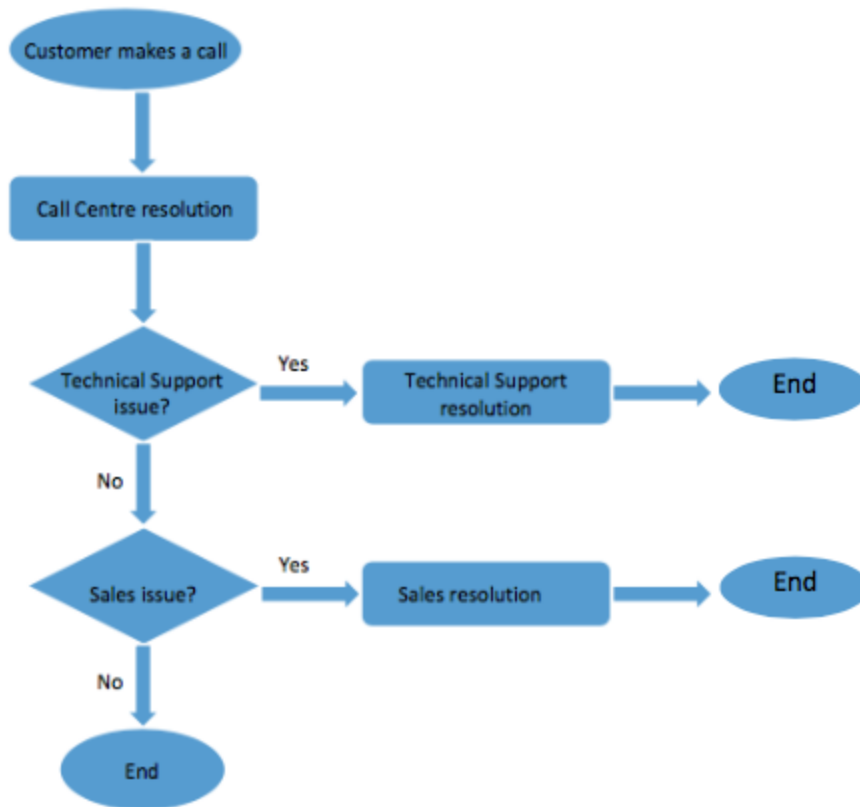 Customer makes a call
Call Centre resolution
Technical Support
issue?
Yes
Technical Support
resolution
End
No
Sales issue?
Yes
Sales resolution
End
No
End